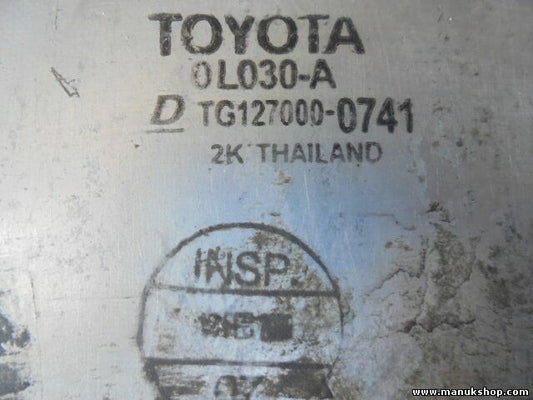 TOYOTA
0L030-A
D TG127000-0741
2K THAILAND
INSP.
www.manukshop.com